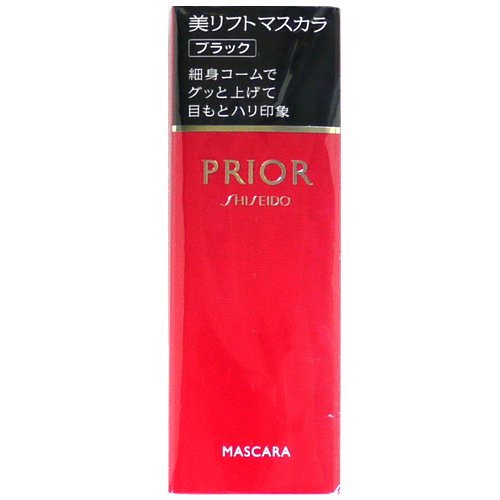 美リフトマスカラ
ブラック
細身コームで
グッと上げて
目もとハリ印象
PRIOR
SHISEIDO
MASCARA